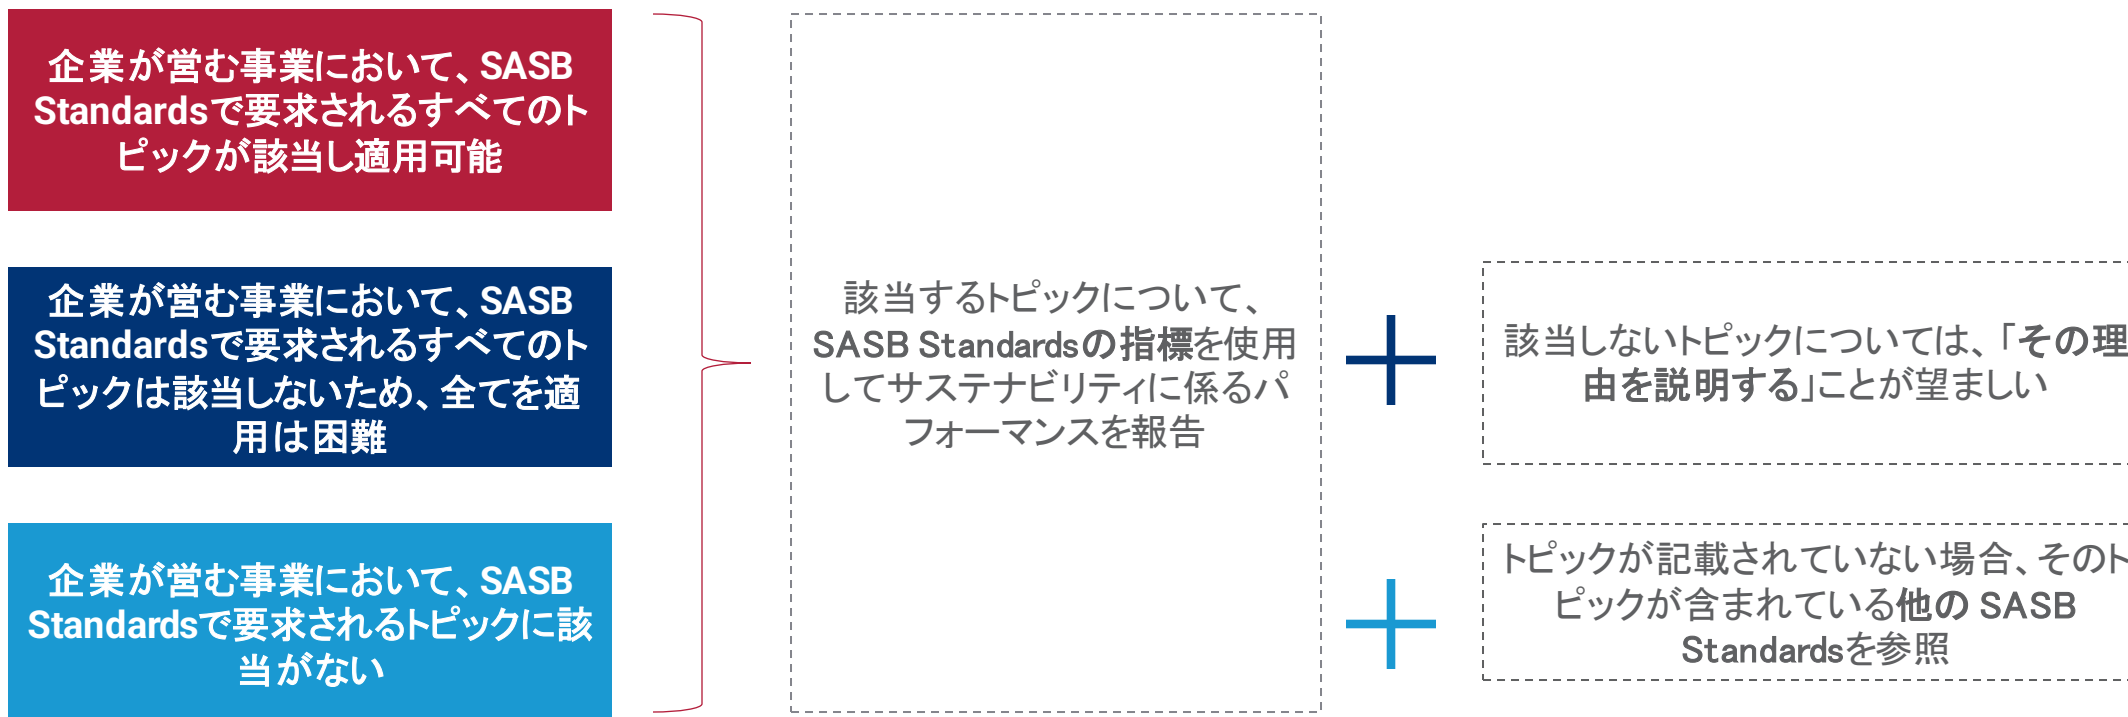 企業が営む事業において、SASB
Standardsで要求されるすべてのト
ピックが該当し適用可能
企業が営む事業において、SASB
Standardsで要求されるすべてのト
ピックは該当しないため、全てを適
用は困難
企業が営む事業において、SASB
Standardsで要求されるトピックに該
当がない
該当するトピックについて、
SASB Standardsの指標を使用
してサステナビリティに係るパ
フォーマンスを報告
該当しないトピックについては、「その理
由を説明する」ことが望ましい
トピックが記載されていない場合、そのト
ピックが含まれている他の SASB
Standardsを参照